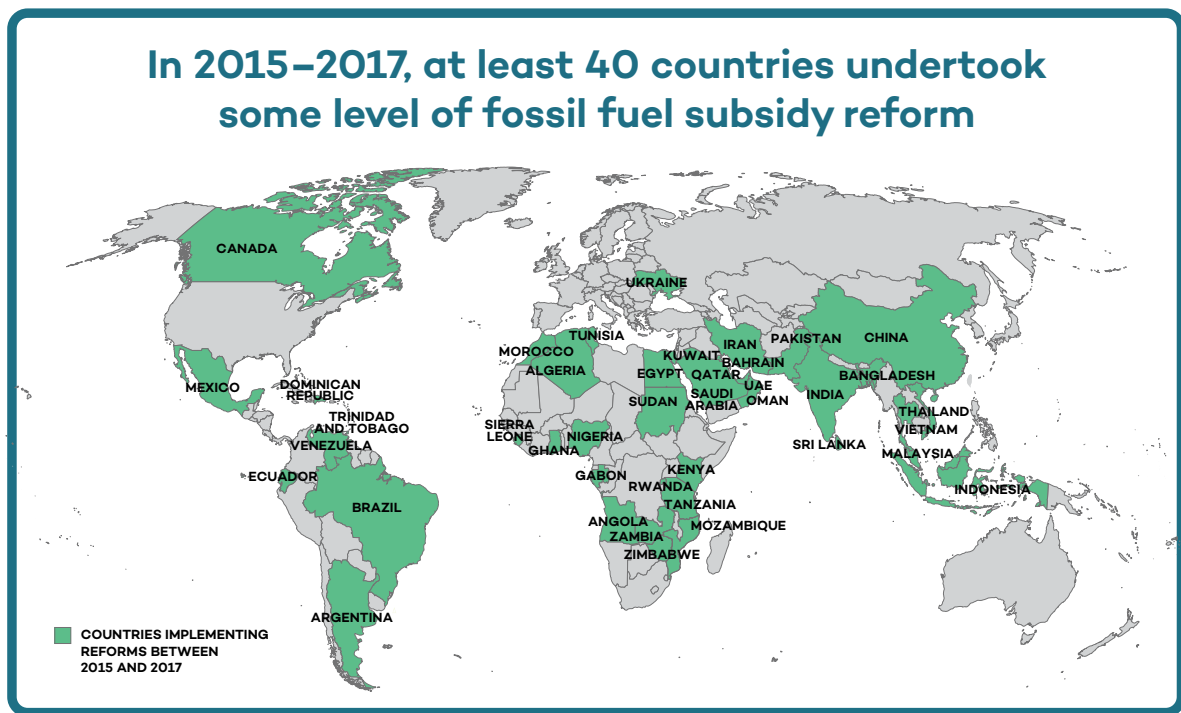 In 2015–2017, at least 40 countries undertook
some level of fossil fuel subsidy reform
CANADA
UKRAINE
TUNISIA
MOROCCO
ALGERIA
EGYPT
KUWAIT
IRAN
PAKISTAN
CHINA
BAHRAIN
QATAR
BANGLADESH
MEXICO
DOMINICAN
REPUBLIC
SUDAN
SAUDI
ARABIA
UAE
OMAN
INDIA
TRINIDAD
AND TOBAGO
VENEZUELA
SIERRA
LEONE
GHANA
NIGERIA
THAILAND
VIETNAM
SRI LANKA
MALAYSIA
ECUADOR
GABON
KENYA
RWANDA
INDONESIA
BRAZIL
TANZANIA
ANGOLA
MOZAMBIQUE
ZAMBIA
ZIMBABWE
ARGENTINA
COUNTRIES IMPLEMENTING
REFORMS BETWEEN
2015 AND 2017